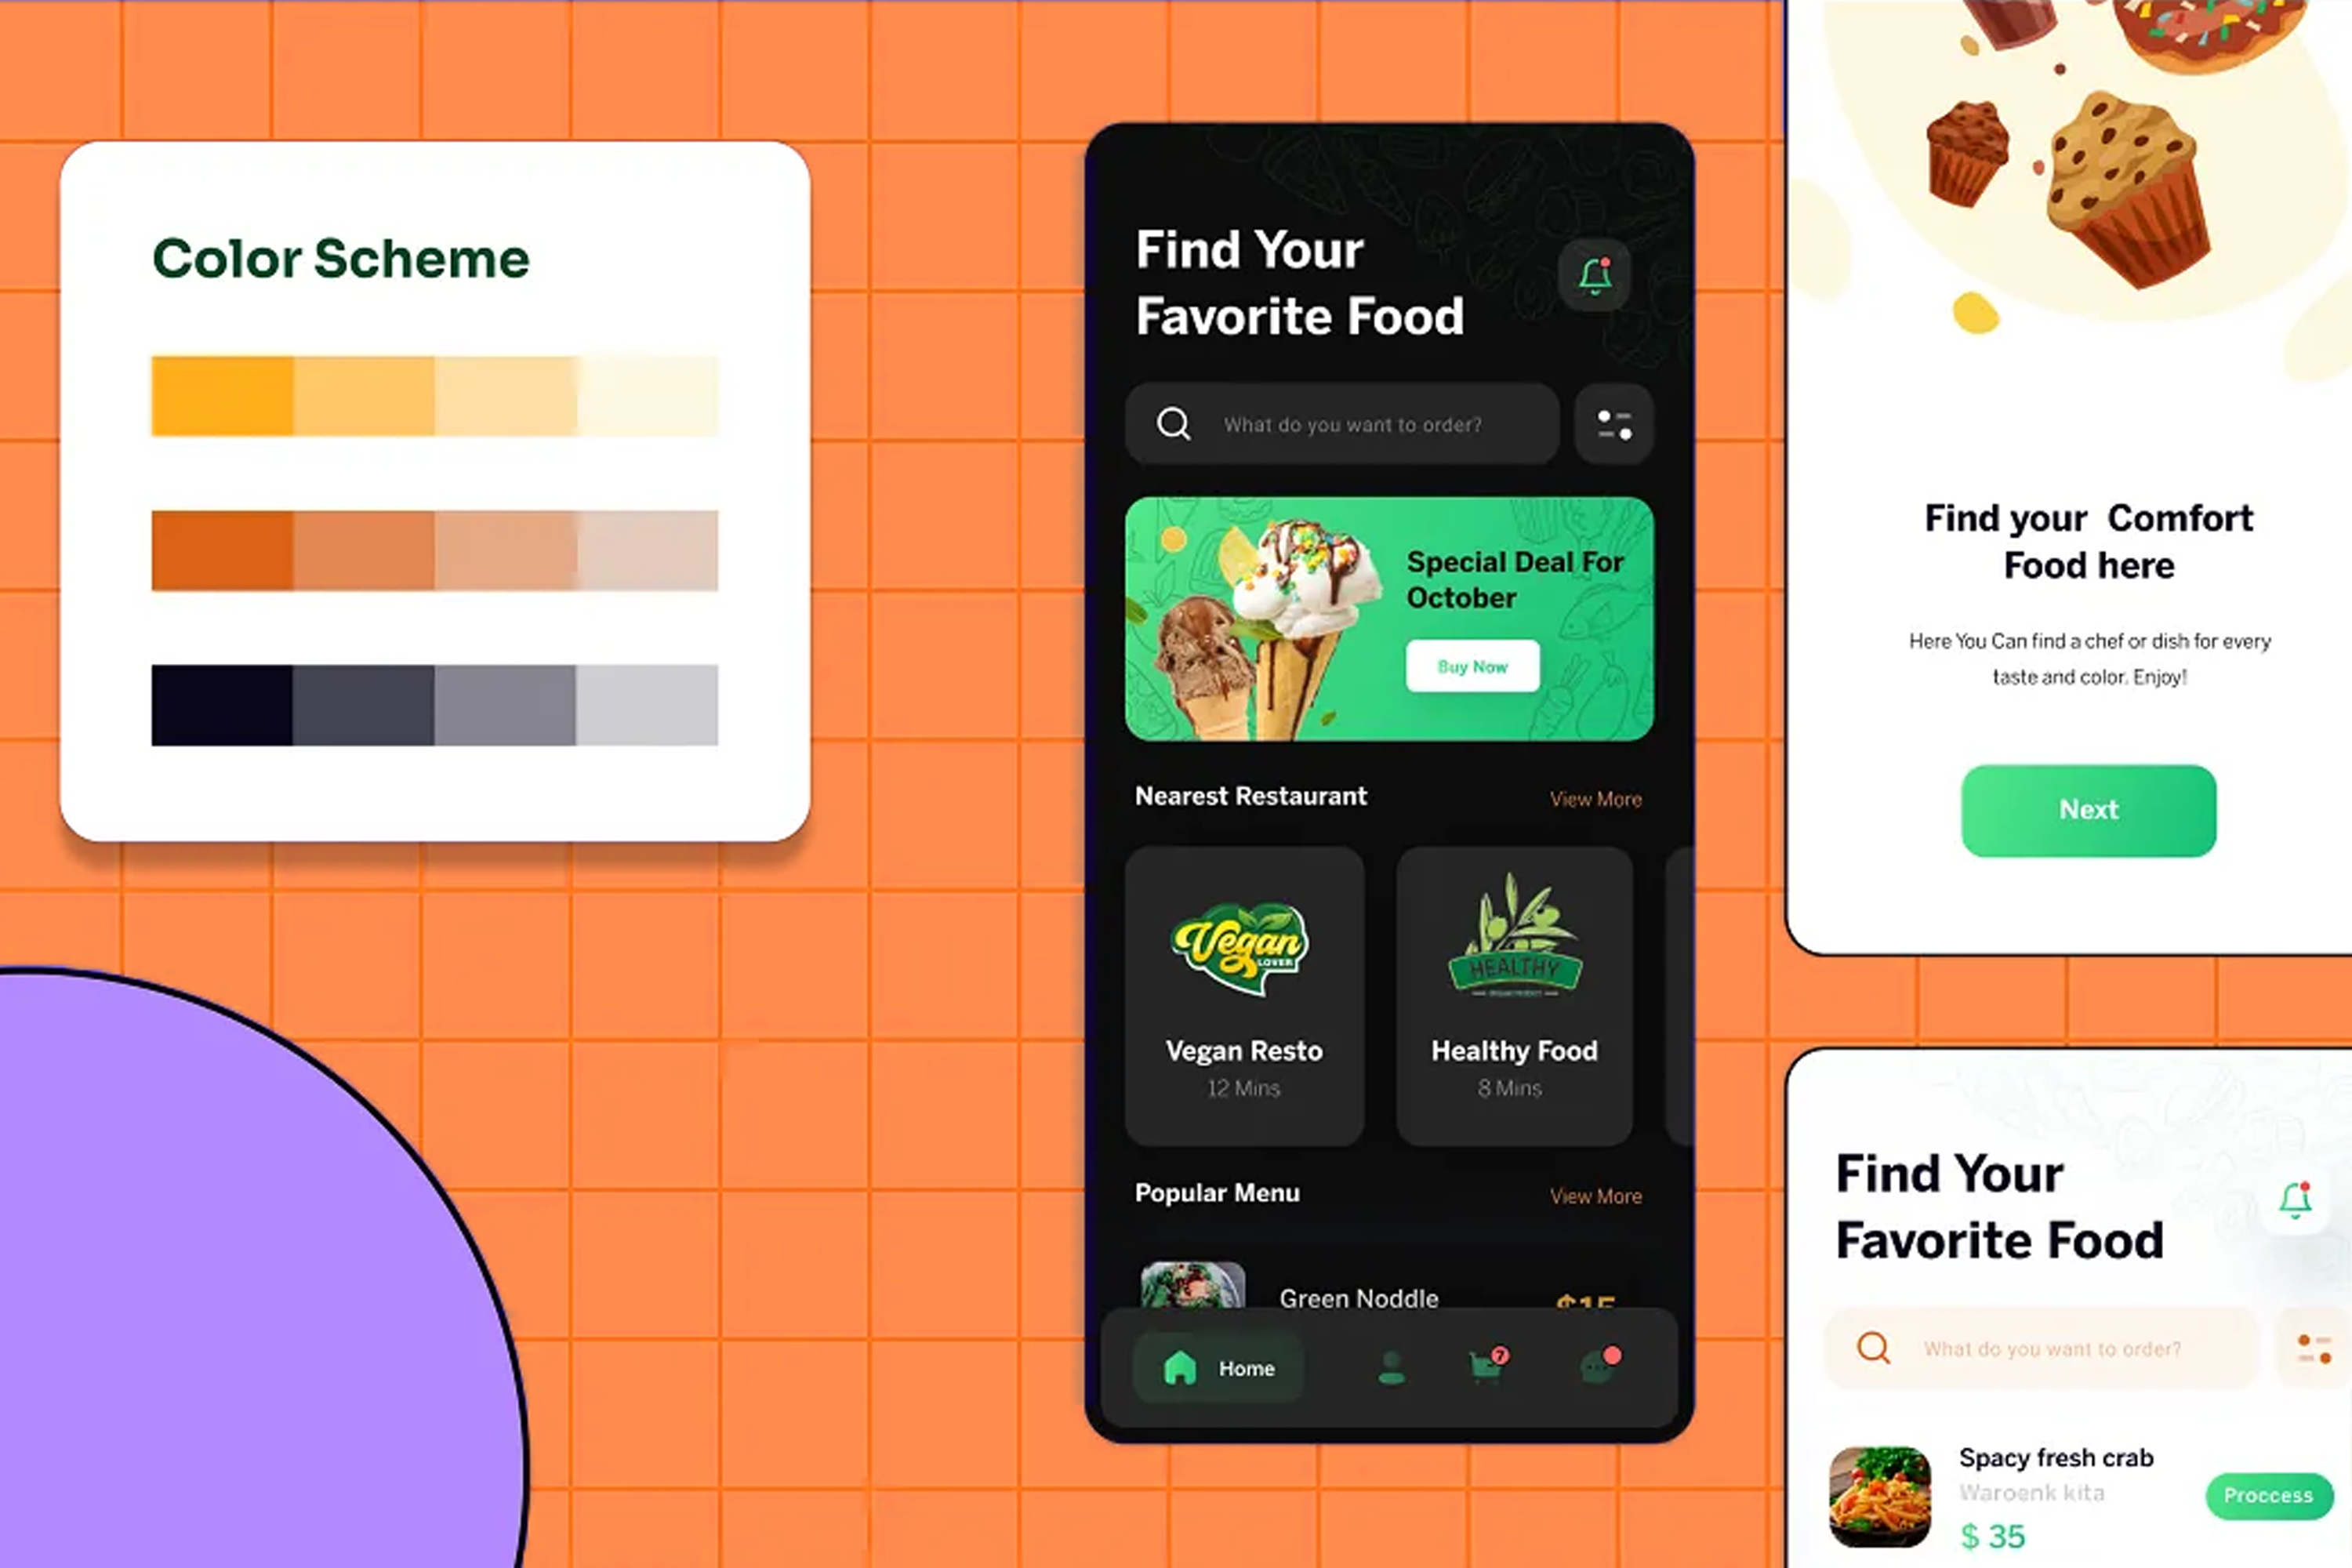 Color Scheme
Find Your
Favorite Food
What do you want to order?
Special Deal For
October
Buy Now
Nearest Restaurant
View More
Vegan
LOVER
HEALTHY
Vegan Resto
12 Mins
Healthy Food
8 Mins
Popular Menu
View More
Green Noddle
$15
Home
7
Find your Comfort
Food here
Here You Can find a chef or dish for every
taste and color. Enjoy!
Next
Find Your
Favorite Food
What do you want to order?
Spacy fresh crab
Waroenk kita
$ 35
Proccess